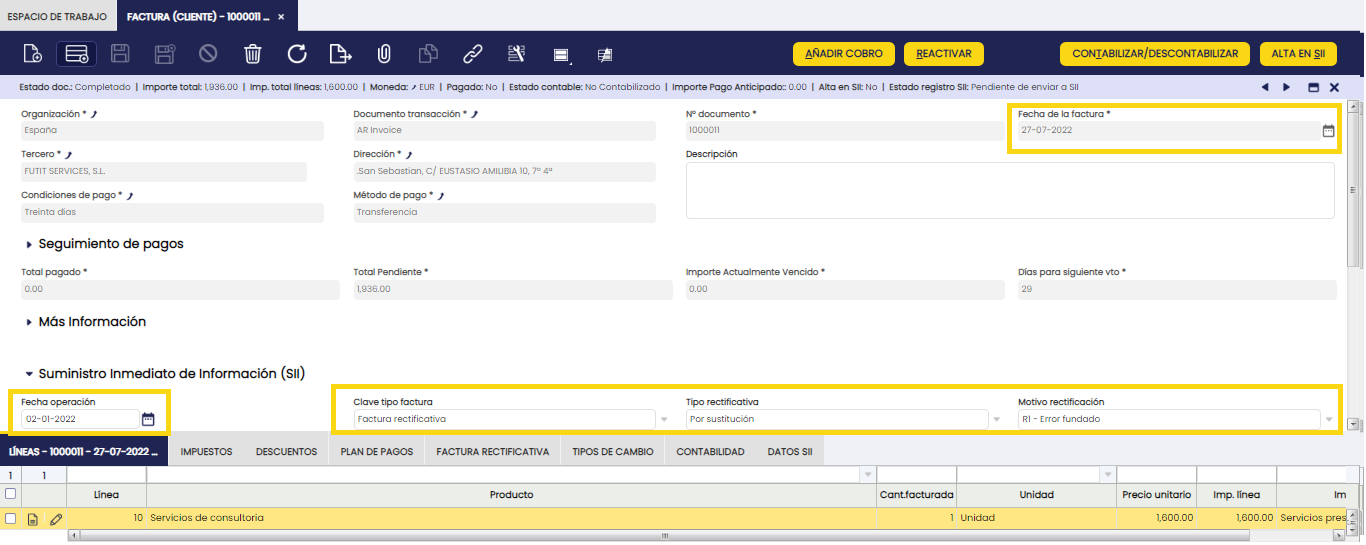 ESPACIO DE TRABAJO FACTURA (CLIENTE) - 1000011 ... ×
AÑADIR COBRO REACTIVAR CONTABILIZAR/DESCONTABILIZAR ALTA EN SII
Estado doc.: Completado | Importe total: 1,936.00 | Imp. total líneas: 1,600.00 | Moneda: EUR | Pagado: No | Estado contable: No Contabilizado | Importe Pago Anticipado:: 0.00 | Alta en SII: No | Estado registro SII: Pendiente de enviar a SII
Organización * Documento transacción * Nº documento * Fecha de la factura *
España AR Invoice 1000011 27-07-2022
Tercero * Dirección * Descripción
FUTIT SERVICES, S.L. .San Sebastian, C/ EUSTASIO AMILIBIA 10, 7º 4ª
Condiciones de pago * Método de pago *
Treinta días Transferencia
Seguimiento de pagos
Total pagado * Total Pendiente * Importe Actualmente Vencido * Días para siguiente vto *
0.00 1,936.00 0.00 29
Más Información
Suministro Inmediato de Información (SII)
Fecha operación Clave tipo factura Tipo rectificativa Motivo rectificación
02-01-2022 Factura rectificativa Por sustitución R1 - Error fundado
LÍNEAS - 1000011 - 27-07-2022 ... IMPUESTOS DESCUENTOS PLAN DE PAGOS FACTURA RECTIFICATIVA TIPOS DE CAMBIO CONTABILIDAD DATOS SII
1 1
Línea Producto Cant.facturada Unidad Precio unitario Imp. línea Im
10 Servicios de consultoria 1 Unidad 1,600.00 1,600.00 Servicios pres